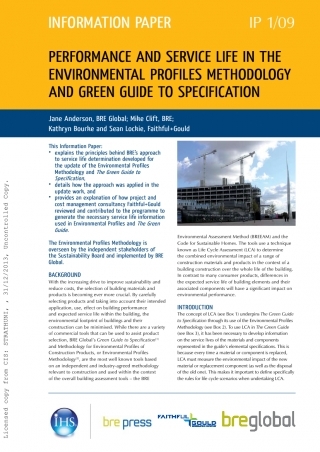 INFORMATION PAPER
IP 1/09
PERFORMANCE AND SERVICE LIFE IN THE
ENVIRONMENTAL PROFILES METHODOLOGY
AND GREEN GUIDE TO SPECIFICATION
Jane Anderson, BRE Global; Mike Clift, BRE;
Kathryn Bourke and Sean Lockie, Faithful+Gould
This Information Paper:
• explains the principles behind BRE's approach
to service life determination developed for
the update of the Environmental Profiles
Methodology and The Green Guide to
Specification,
• details how the approach was applied in the
update work, and
• provides an explanation of how project and
cost management consultancy Faithful+Gould
reviewed and contributed to the programme to
generate the necessary service life information
used in Environmental Profiles and The Green
Guide.
The Environmental Profiles Methodology is
overseen by the independent stakeholders of
the Sustainability Board and implemented by BRE
Global.
BACKGROUND
With the increasing drive to improve sustainability and
reduce costs, the selection of building materials and
products is becoming ever more crucial. By carefully
selecting products and taking into account their intended
application, use, effect on building performance
and expected service life within the building, the
environmental footprint of buildings and their
construction can be minimised. While there are a variety
of commercial tools that can be used to assist product
selection, BRE Global's Green Guide to Specification
and Methodology for Environmental Profiles of
Construction Products, or Environmental Profiles
Methodology, are the most well known tools based
on an independent and industry-agreed methodology
relevant to construction and used within the context
of the overall building assessment tools – the BRE
Environmental Assessment Method (BREEAM) and the
Code for Sustainable Homes. The tools use a technique
known as Life Cycle Assessment (LCA) to determine
the combined environmental impact of a range of
construction materials and products in the context of a
building construction over the whole life of the building.
In contrast to many consumer products, differences in
the expected service life of building elements and their
associated components will have a significant impact on
environmental performance.
INTRODUCTION
The concept of LCA (see Box 1) underpins The Green Guide
to Specification through its use of the Environmental Profiles
Methodology (see Box 2). To use LCA in The Green Guide
(see Box 3), it has been necessary to develop information
on the service lives of the materials and components
represented in the guide's elemental specifications. This is
because every time a material or component is replaced,
LCA must measure the environmental impact of the new
material or replacement component (as well as the disposal
of the old one). This makes it important to define specifically
the rules for life cycle scenarios when undertaking LCA.
Licensed copy from CIS: STRATHUNI, , 31/12/2013, Uncontrolled Copy.
IHS
bre press
FAITHFUL
GOULD
breglobal